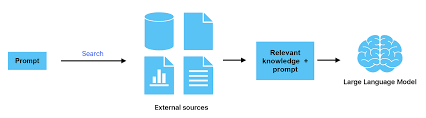 Prompt
Search
External sources
Relevant
knowledge +
prompt
Large Language Model